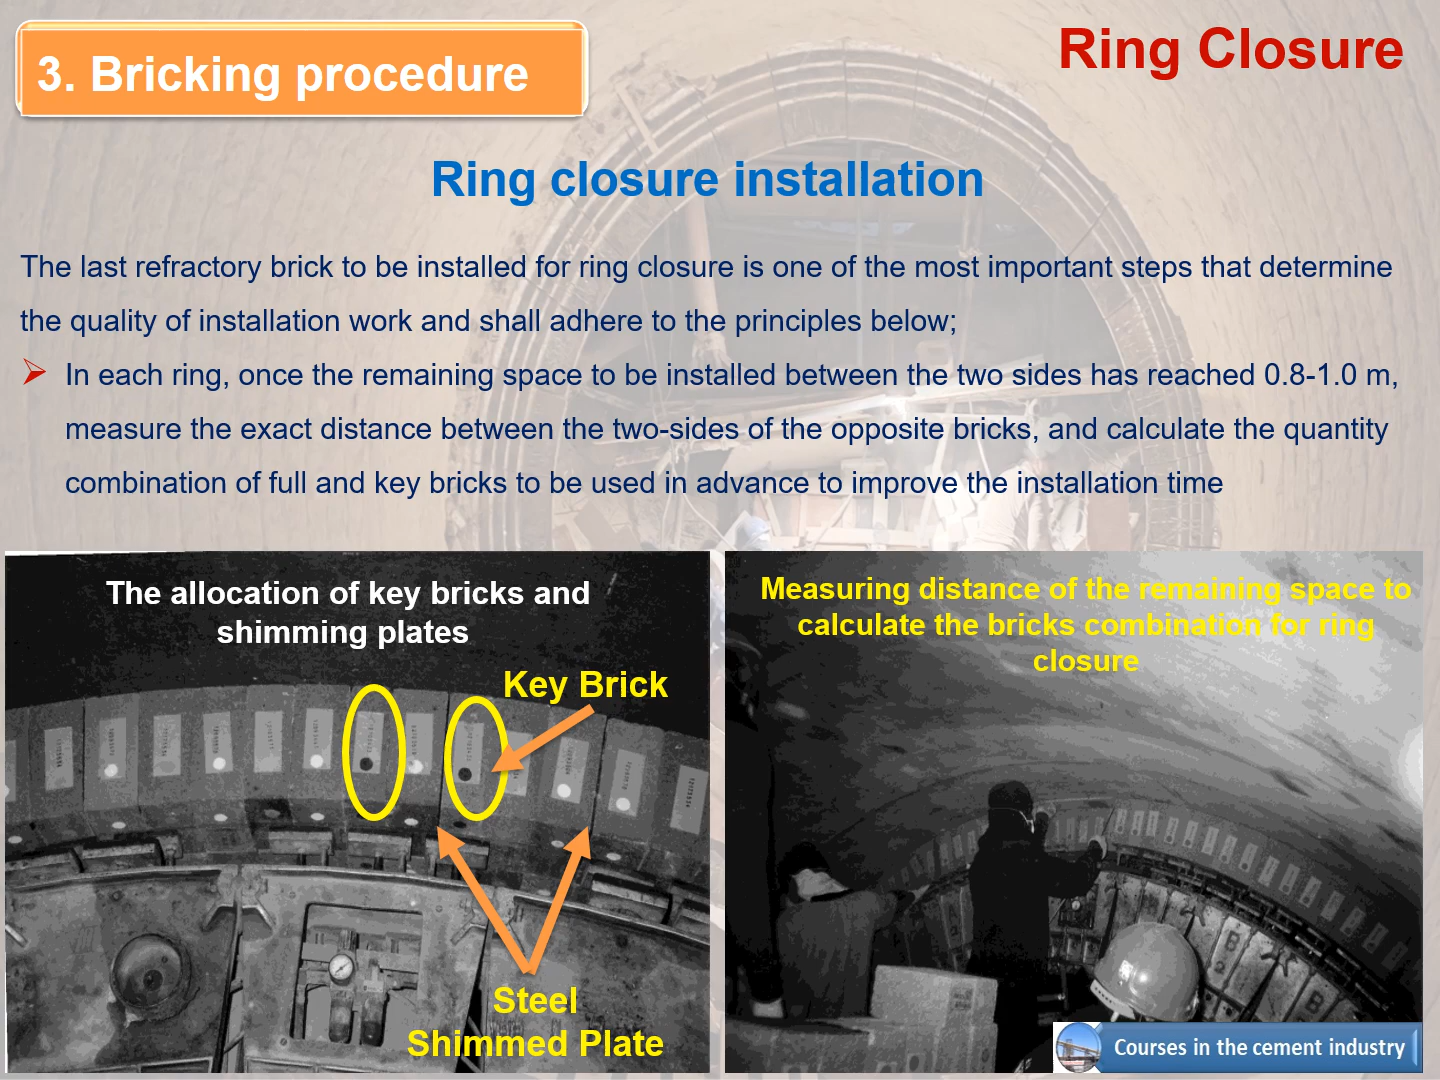 3. Bricking procedure
Ring Closure
Ring closure installation
The last refractory brick to be installed for ring closure is one of the most important steps that determine
the quality of installation work and shall adhere to the principles below;
In each ring, once the remaining space to be installed between the two sides has reached 0.8-1.0 m,
measure the exact distance between the two-sides of the opposite bricks, and calculate the quantity
combination of full and key bricks to be used in advance to improve the installation time
The allocation of key bricks and
shimming plates
Key Brick
Steel
Shimmed Plate
Measuring distance of the remaining space to
calculate the bricks combination for ring
closure
Courses in the cement industry